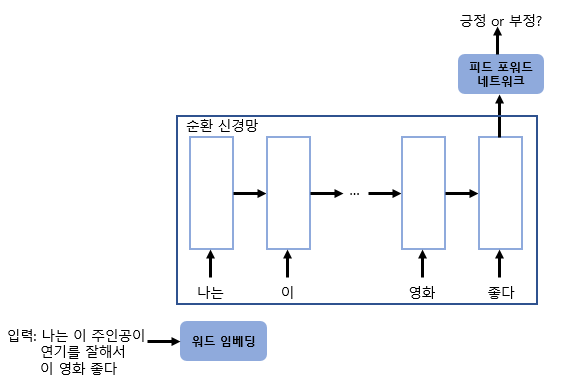 긍정 or 부정?
피드 포워드
네트워크
순환 신경망
...
나는 이 영화 좋다
입력: 나는 이 주인공이
연기를 잘해서
이 영화 좋다
워드 임베딩